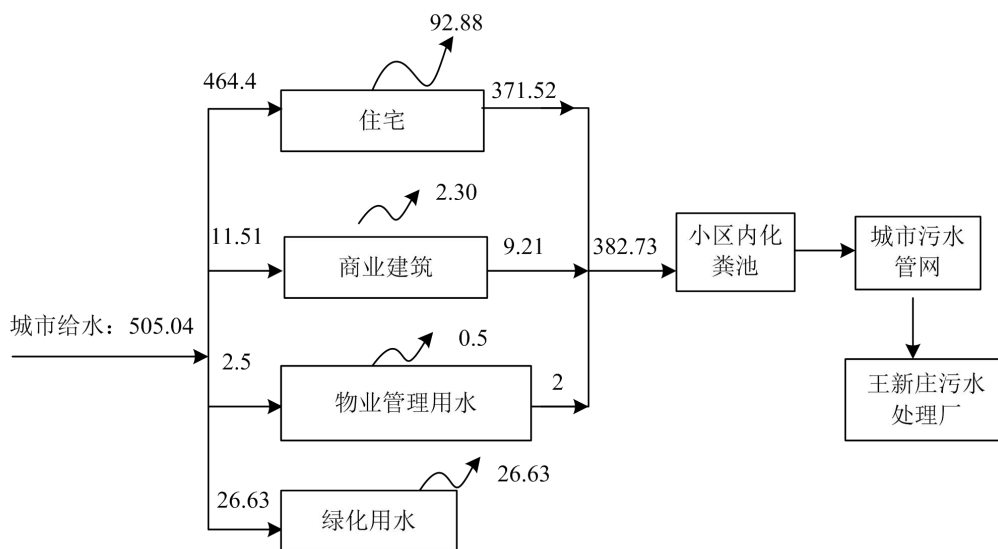 92.88
464.4
371.52
住宅
2.30
11.51
商业建筑
9.21
382.73
小区内化
粪池
城市污水
管网
城市给水：505.04
0.5
2.5
物业管理用水
2
王新庄污水
处理厂
26.63
26.63
绿化用水